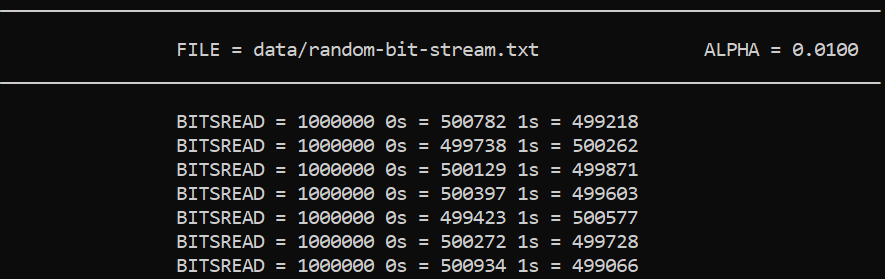 FILE = data/random-bit-stream.txt ALPHA = 0.0100
BITSREAD = 1000000 0s = 500782 1s = 499218
BITSREAD = 1000000 0s = 499738 1s = 500262
BITSREAD = 1000000 0s = 500129 1s = 499871
BITSREAD = 1000000 0s = 500397 1s = 499603
BITSREAD = 1000000 0s = 499423 1s = 500577
BITSREAD = 1000000 0s = 500272 1s = 499728
BITSREAD = 1000000 0s = 500934 1s = 499066